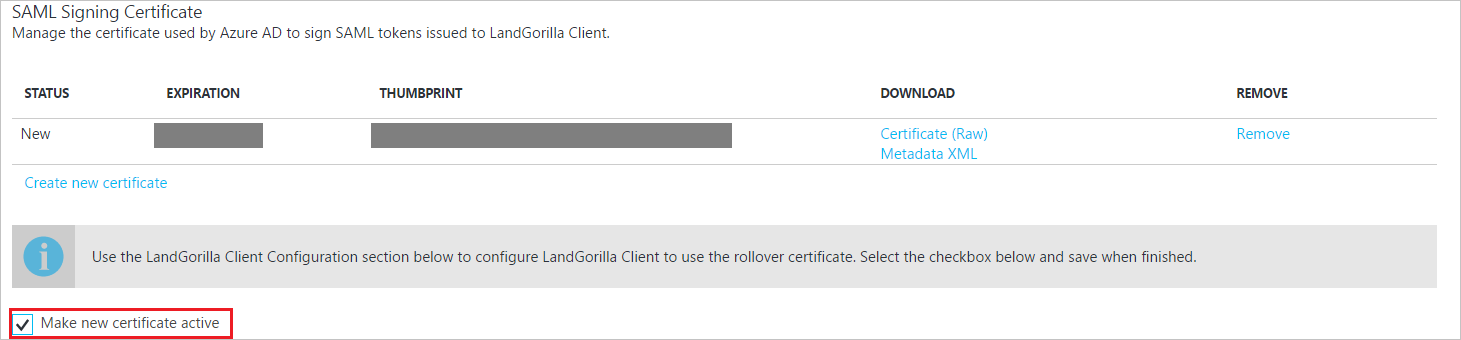 SAML Signing Certificate
Manage the certificate used by Azure AD to sign SAML tokens issued to LandGorilla Client.
STATUS EXPIRATION THUMBPRINT DOWNLOAD REMOVE
New Certificate (Raw) Remove
Metadata XML
Create new certificate
Use the LandGorilla Client Configuration section below to configure LandGorilla Client to use the rollover certificate. Select the checkbox below and save when finished.
Make new certificate active